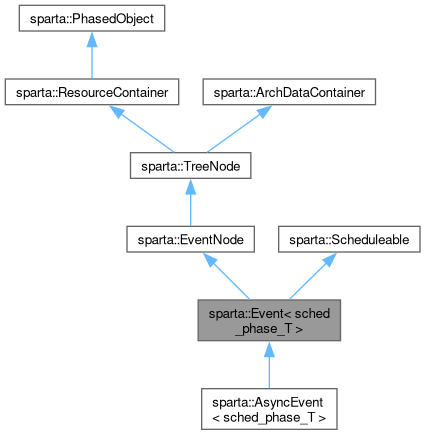 sparta::PhasedObject
sparta::ResourceContainer
sparta::ArchDataContainer
sparta::TreeNode
sparta::EventNode
sparta::Scheduleable
sparta::Event< sched
_phase_T >
sparta::AsyncEvent
< sched_phase_T >